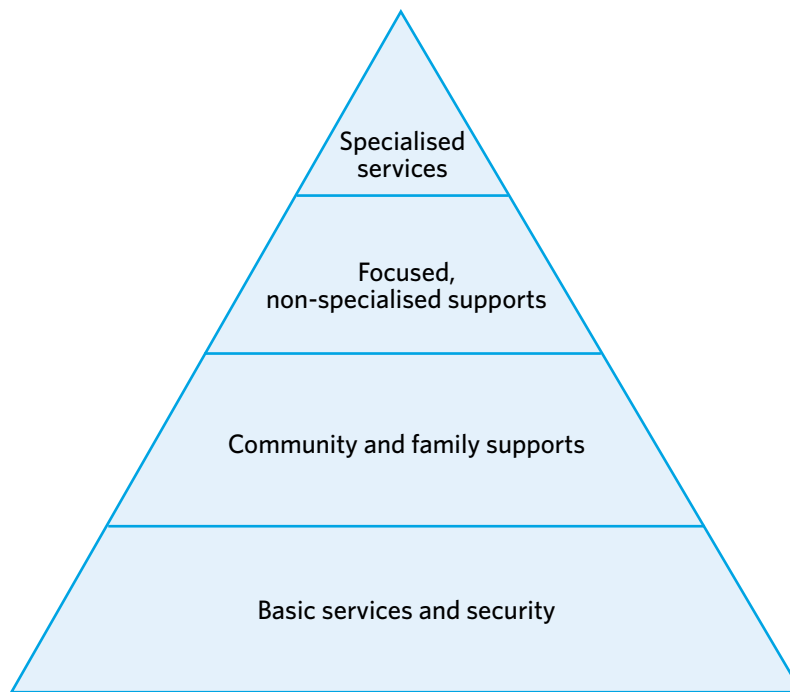 Specialised
services
Focused,
non-specialised supports
Community and family supports
Basic services and security